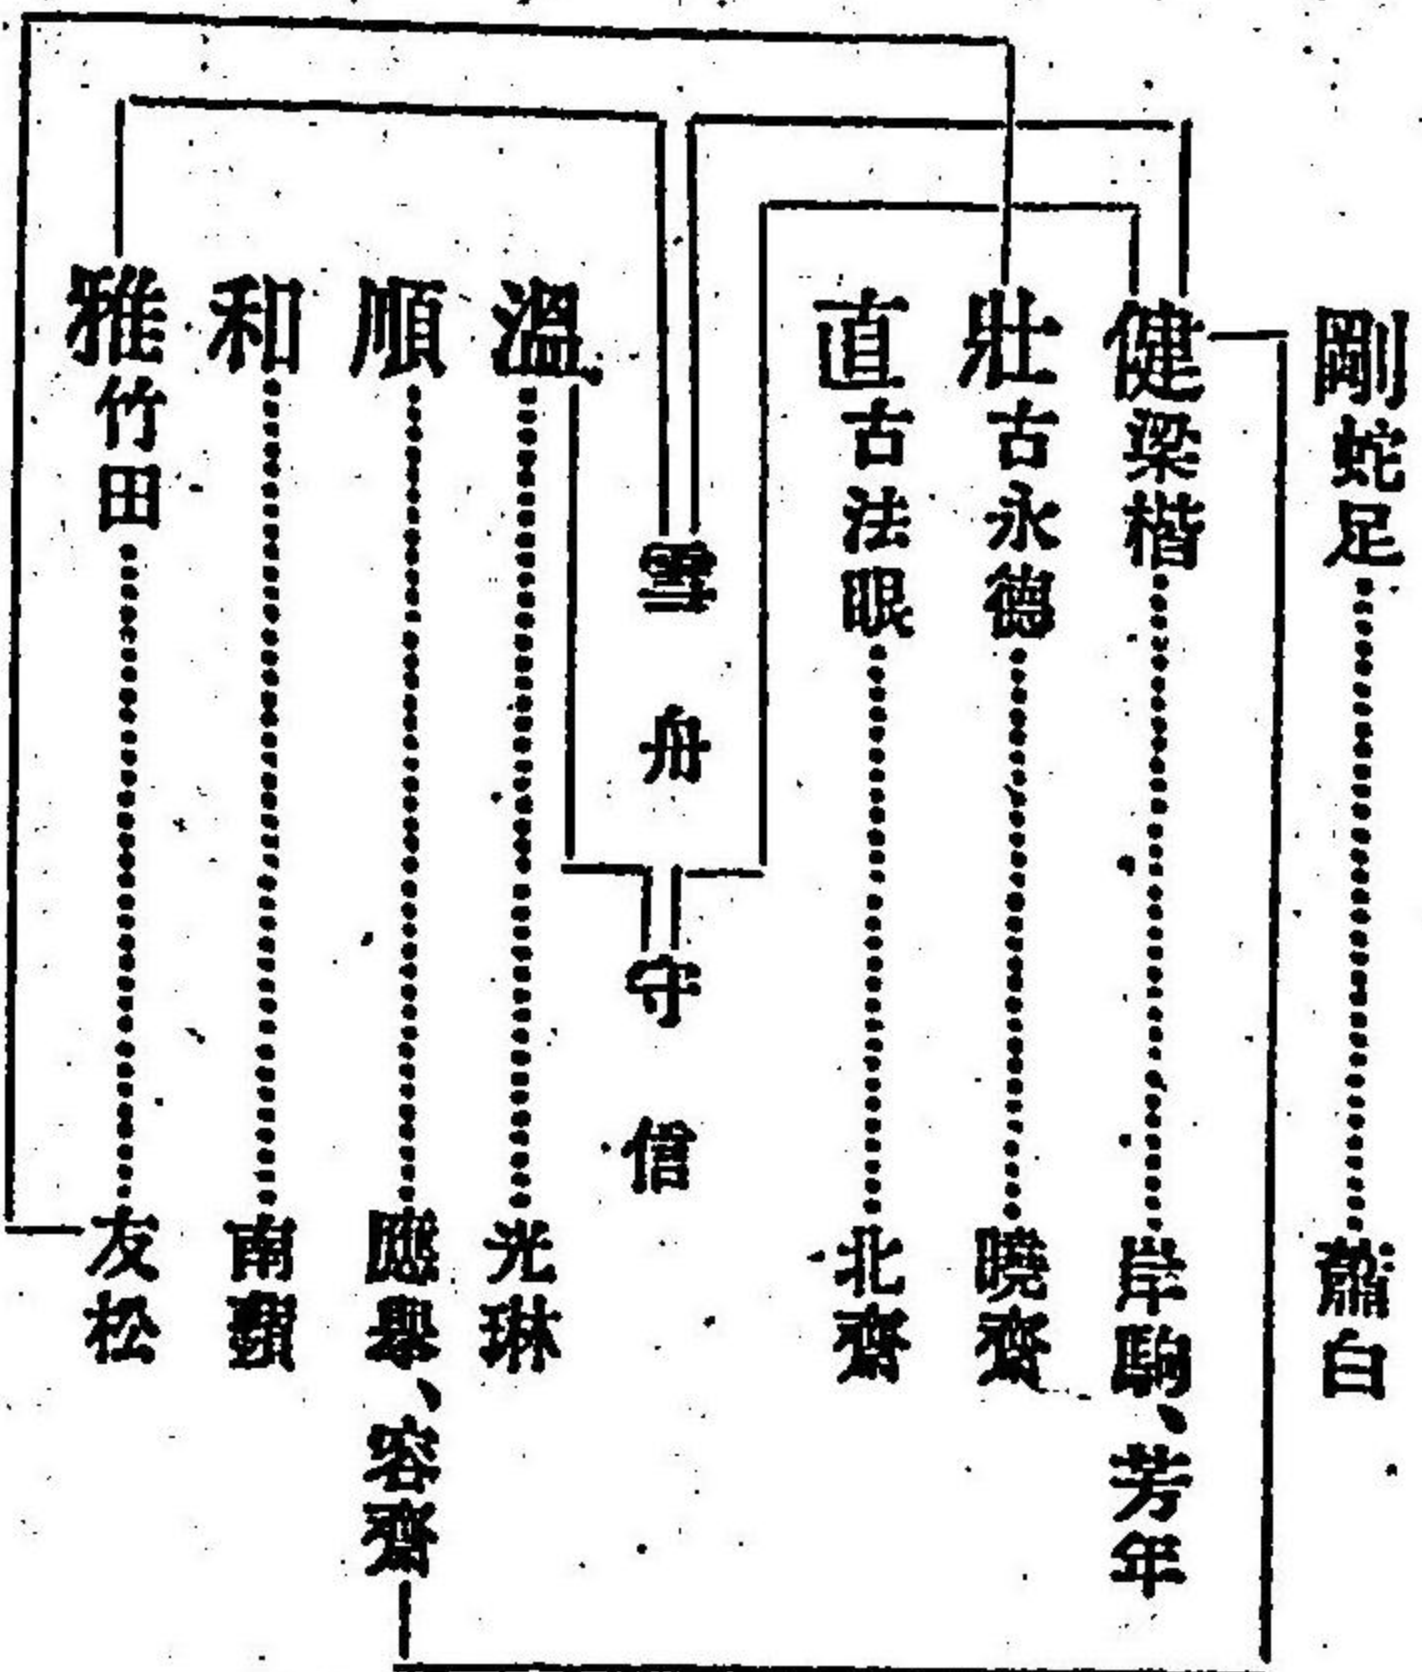 剛蛇足………蕭白
健梁楷………岸駒、芳年
壯古永德………曉齋
直古法眼………北齋
雪舟
守信
溫………光琳
順………應擧、容齋
和………南蘋
雅竹田………友松